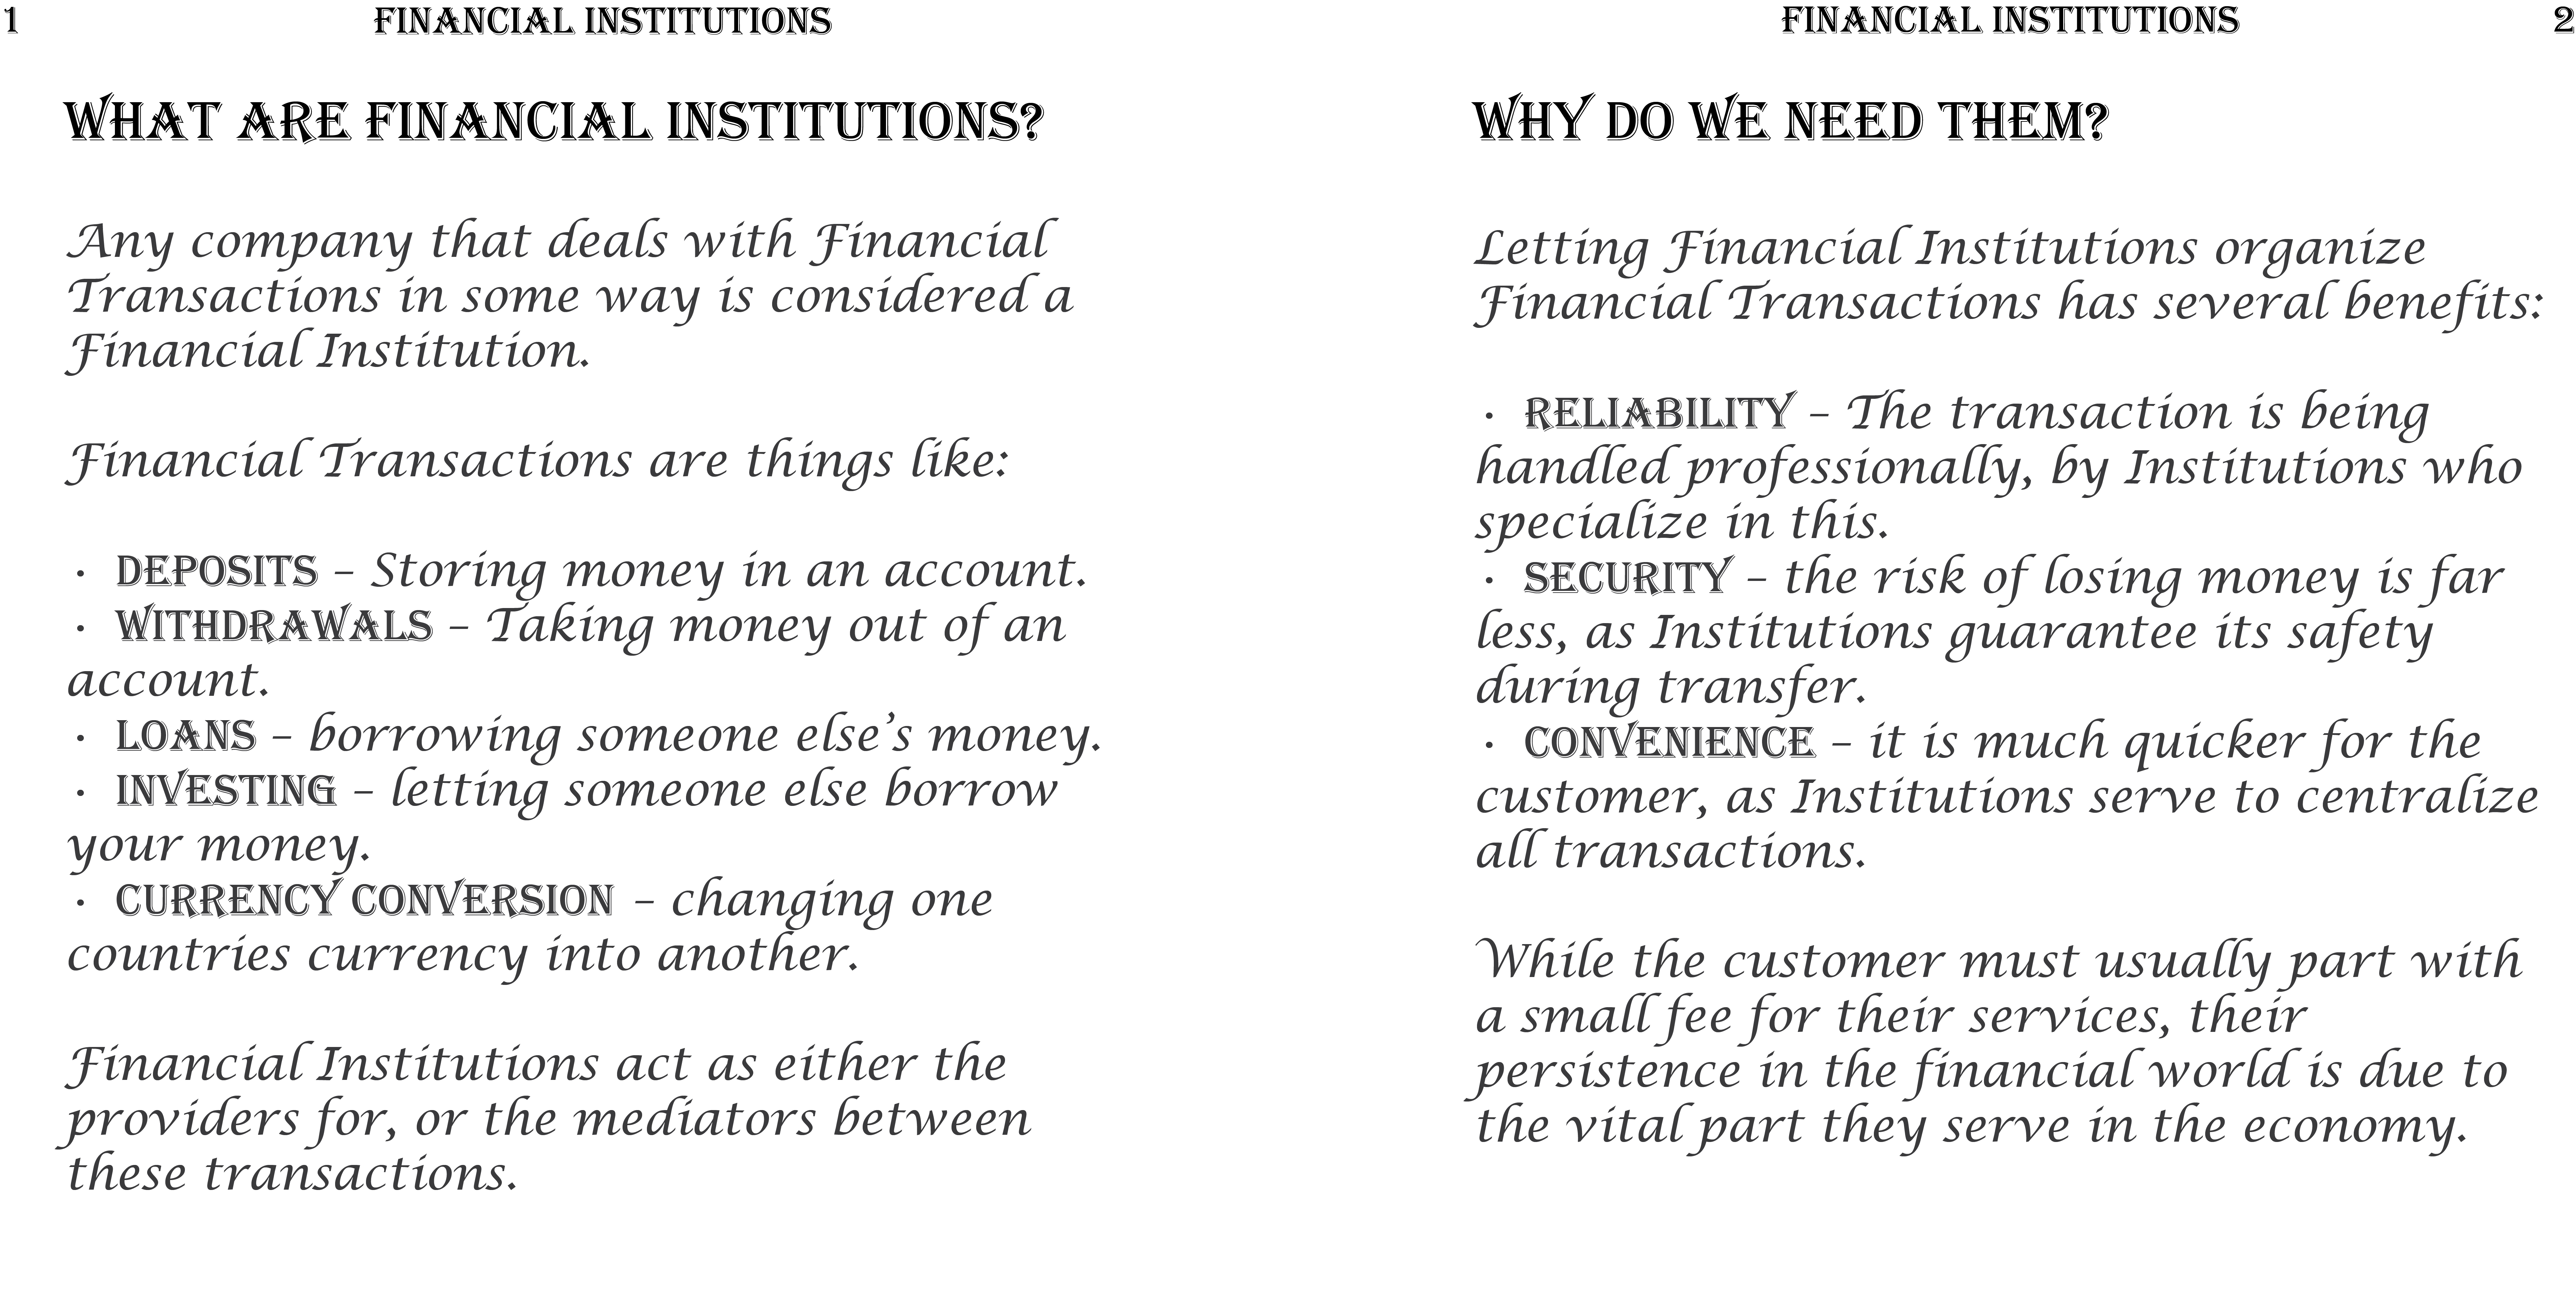 1
FINANCIAL INSTITUTIONS
WHAT ARE FINANCIAL INSTITUTIONS?
Any company that deals with Financial
Transactions in some way is considered a
Financial Institution.
Financial Transactions are things like:
· DEPOSITS – Storing money in an account.
· WITHDRAWALS – Taking money out of an
account.
· LOANS – borrowing someone else’s money.
· INVESTING – letting someone else borrow
your money.
· CURRENCY CONVERSION – changing one
countries currency into another.
Financial Institutions act as either the
providers for, or the mediators between
these transactions.
FINANCIAL INSTITUTIONS
2
WHY DO WE NEED THEM?
Letting Financial Institutions organize
Financial Transactions has several benefits:
· RELIABILITY – The transaction is being
handled professionally, by Institutions who
specialize in this.
· SECURITY – the risk of losing money is far
less, as Institutions guarantee its safety
during transfer.
· CONVENIENCE – it is much quicker for the
customer, as Institutions serve to centralize
all transactions.
While the customer must usually part with
a small fee for their services, their
persistence in the financial world is due to
the vital part they serve in the economy.